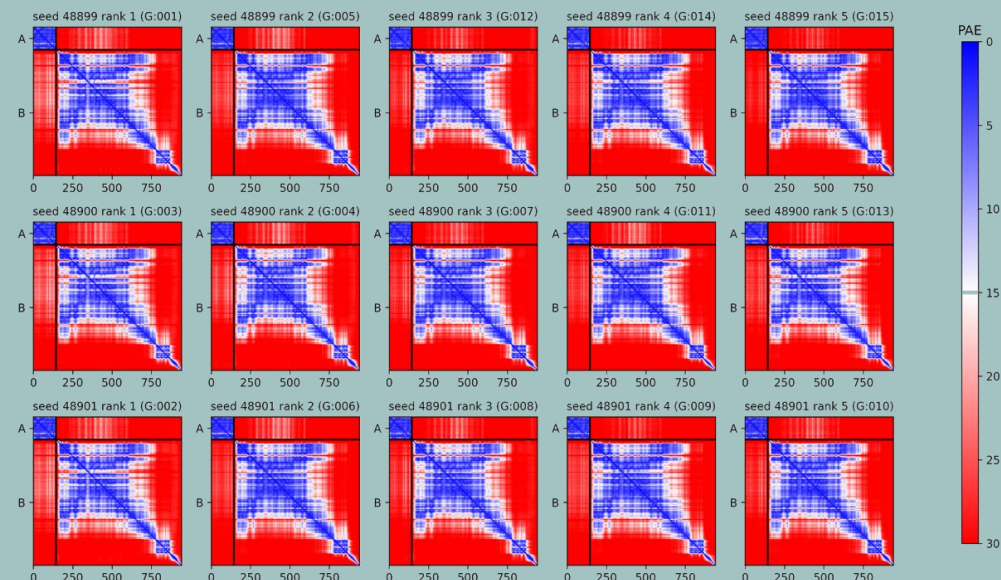 seed 48899 rank 1 (G:001) seed 48899 rank 2 (G:005) seed 48899 rank 3 (G:012) seed 48899 rank 4 (G:014) seed 48899 rank 5 (G:015)
PAE
A A A A A
B B B B B
0 250 500 750 0 250 500 750 0 250 500 750 0 250 500 750 0 250 500 750
seed 48900 rank 1 (G:003) seed 48900 rank 2 (G:004) seed 48900 rank 3 (G:007) seed 48900 rank 4 (G:011) seed 48900 rank 5 (G:013)
A A A A A
B B B B B
0 250 500 750 0 250 500 750 0 250 500 750 0 250 500 750 0 250 500 750
seed 48901 rank 1 (G:002) seed 48901 rank 2 (G:006) seed 48901 rank 3 (G:008) seed 48901 rank 4 (G:009) seed 48901 rank 5 (G:010)
A A A A A
B B B B B
0 250 500 750 0 250 500 750 0 250 500 750 0 250 500 750 0 250 500 750
0
5
10
15
20
25
30